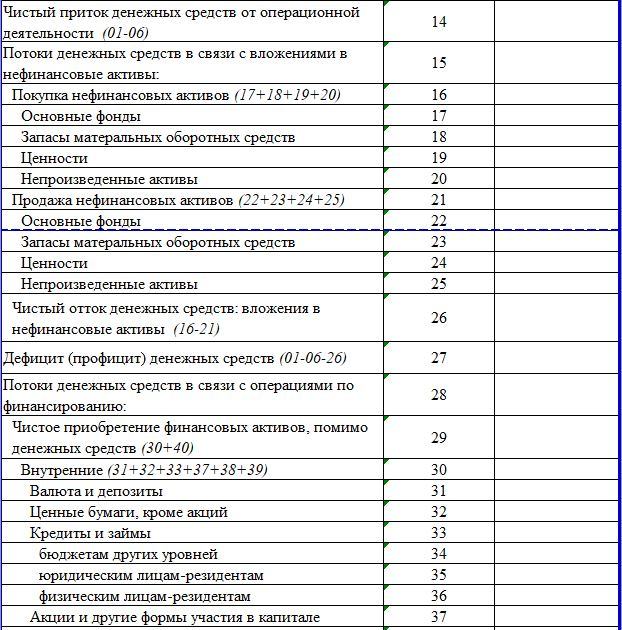 Чистый приток денежных средств от операционной
деятельности (01-06) 14
Потоки денежных средств в связи с вложениями в
нефинансовые активы: 15
Покупка нефинансовых активов (17+18+19+20) 16
Основные фонды 17
Запасы матеральных оборотных средств 18
Ценности 19
Непроизведенные активы 20
Продажа нефинансовых активов (22+23+24+25) 21
Основные фонды 22
Запасы матеральных оборотных средств 23
Ценности 24
Непроизведенные активы 25
Чистый отток денежных средств: вложения в
нефинансовые активы (16-21) 26
Дефицит (профицит) денежных средств (01-06-26) 27
Потоки денежных средств в связи с операциями по
финансированию: 28
Чистое приобретение финансовых активов, помимо
денежных средств (30+40) 29
Внутренние (31+32+33+37+38+39) 30
Валюта и депозиты 31
Ценные бумаги, кроме акций 32
Кредиты и займы 33
бюджетам других уровней 34
юридическим лицам-резидентам 35
физическим лицам-резидентам 36
Акции и другие формы участия в капитале 37